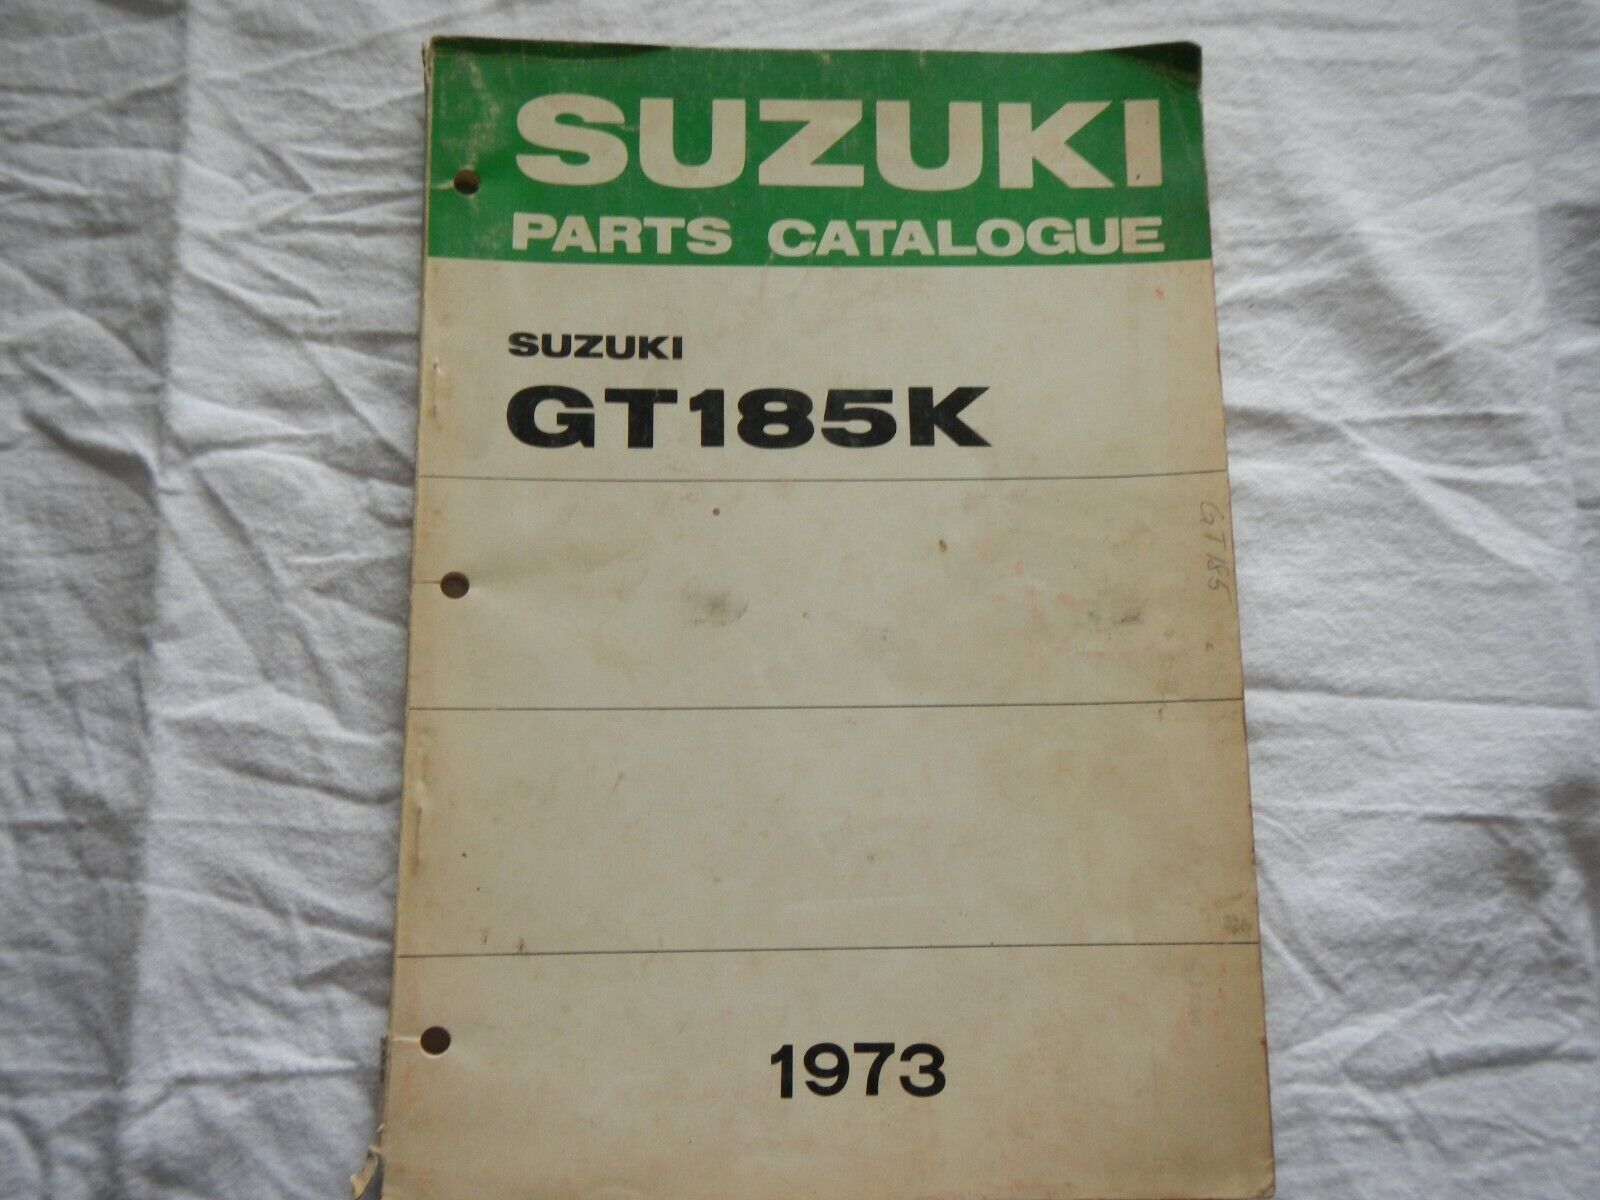 SUZUKI
PARTS CATALOGUE
SUZUKI
GT185K
GT185
1973